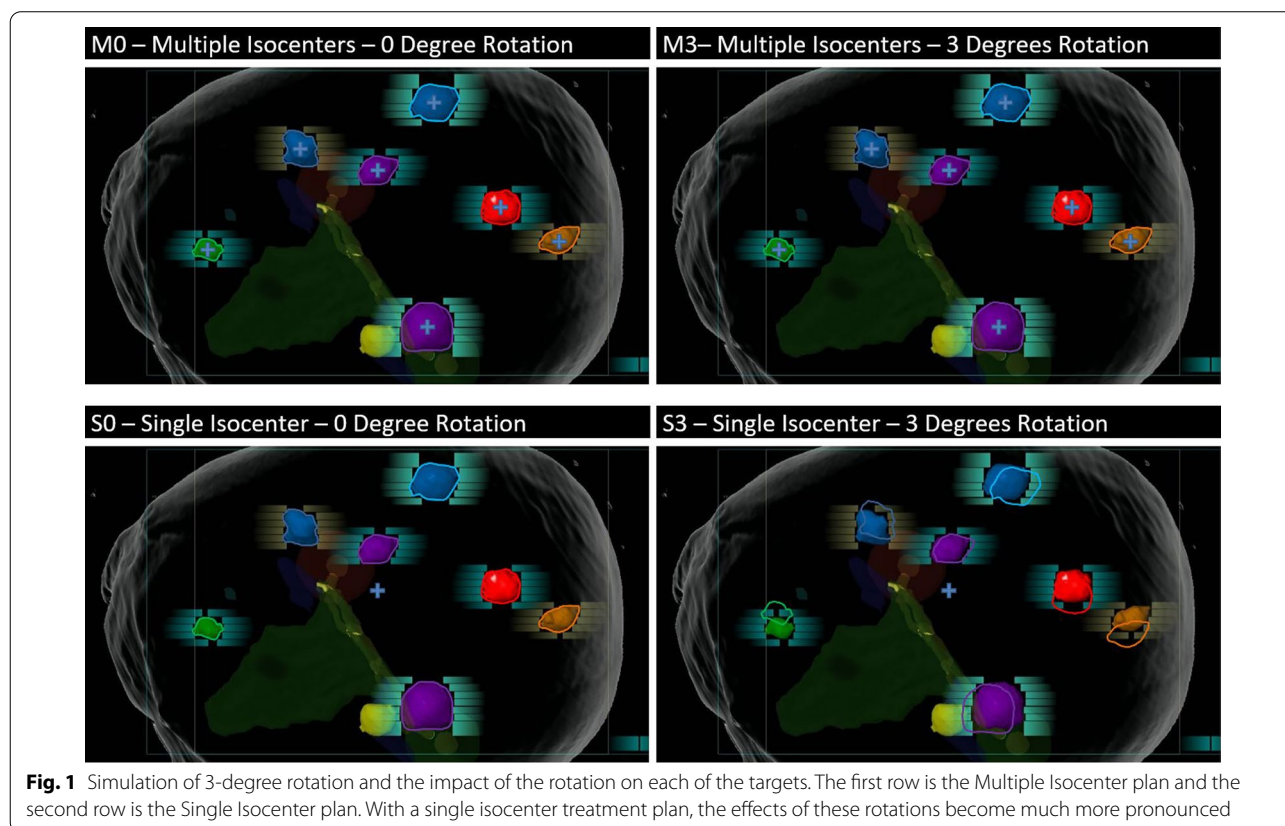 M0 – Multiple Isocenters – 0 Degree Rotation
M3– Multiple Isocenters – 3 Degrees Rotation
S0 – Single Isocenter – 0 Degree Rotation
S3 – Single Isocenter – 3 Degrees Rotation
Fig. 1 Simulation of 3-degree rotation and the impact of the rotation on each of the targets. The first row is the Multiple Isocenter plan and the
second row is the Single Isocenter plan. With a single isocenter treatment plan, the effects of these rotations become much more pronounced